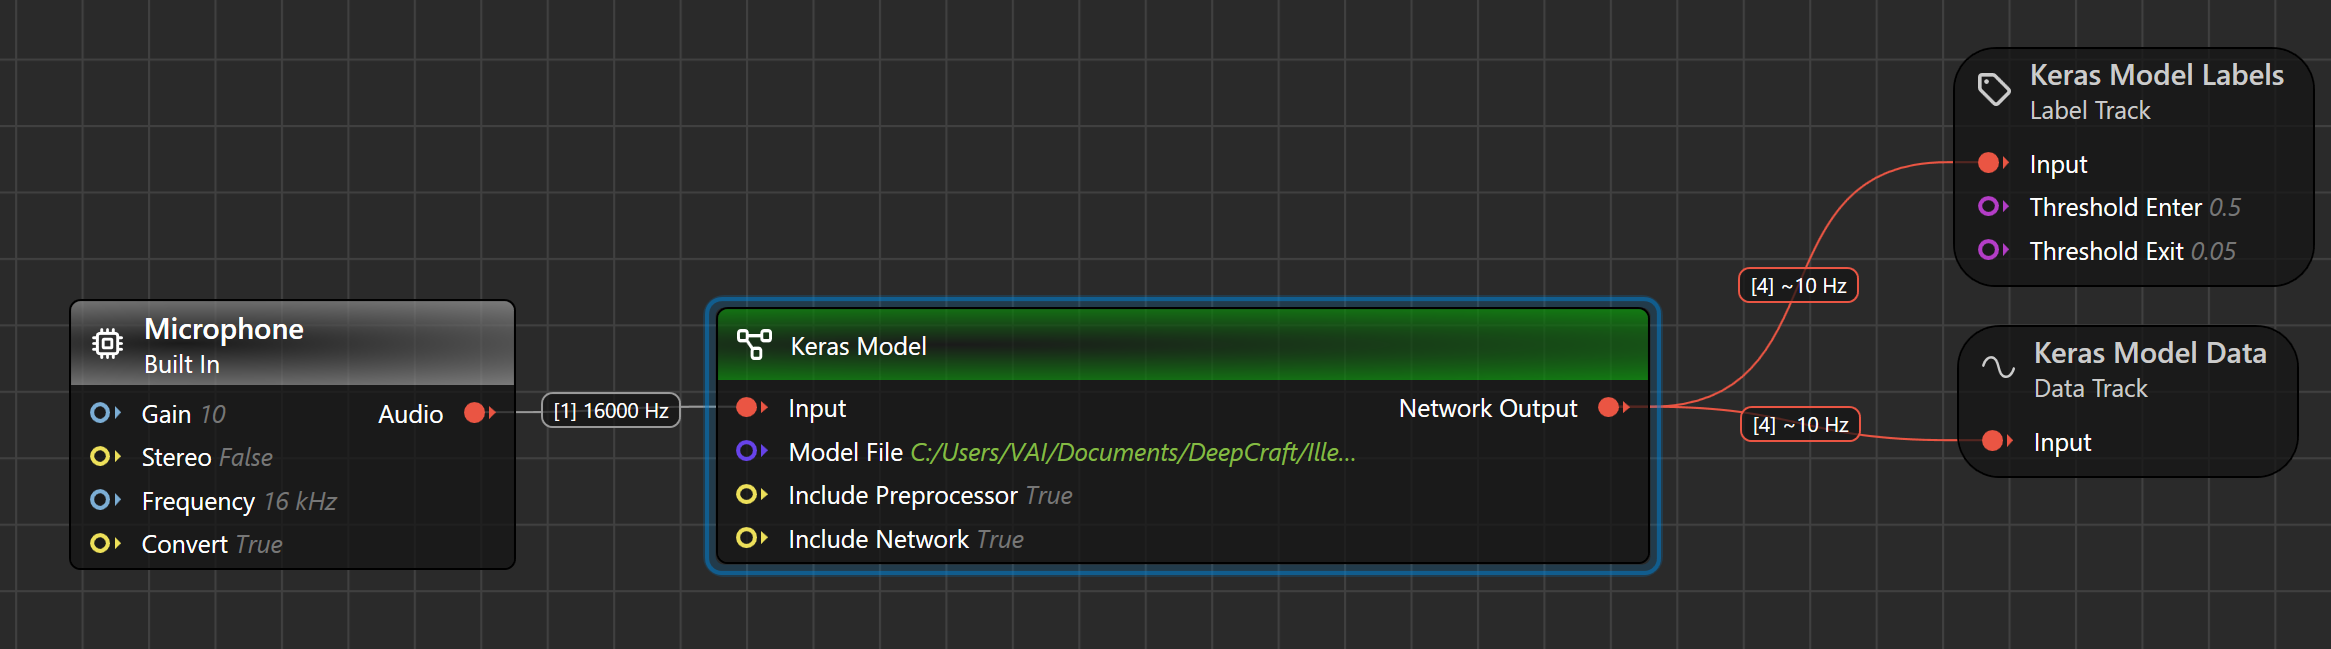 Microphone
Built In
Gain 10
Audio
Stereo False
Frequency 16 kHz
Convert True
[1] 16000 Hz
Keras Model
Input
Network Output
Model File C:/Users/VAI/Documents/DeepCraft/Ille...
Include Preprocessor True
Include Network True
[4] ~10 Hz
[4] ~10 Hz
Keras Model Labels
Label Track
Input
Threshold Enter 0.5
Threshold Exit 0.05
Keras Model Data
Data Track
Input